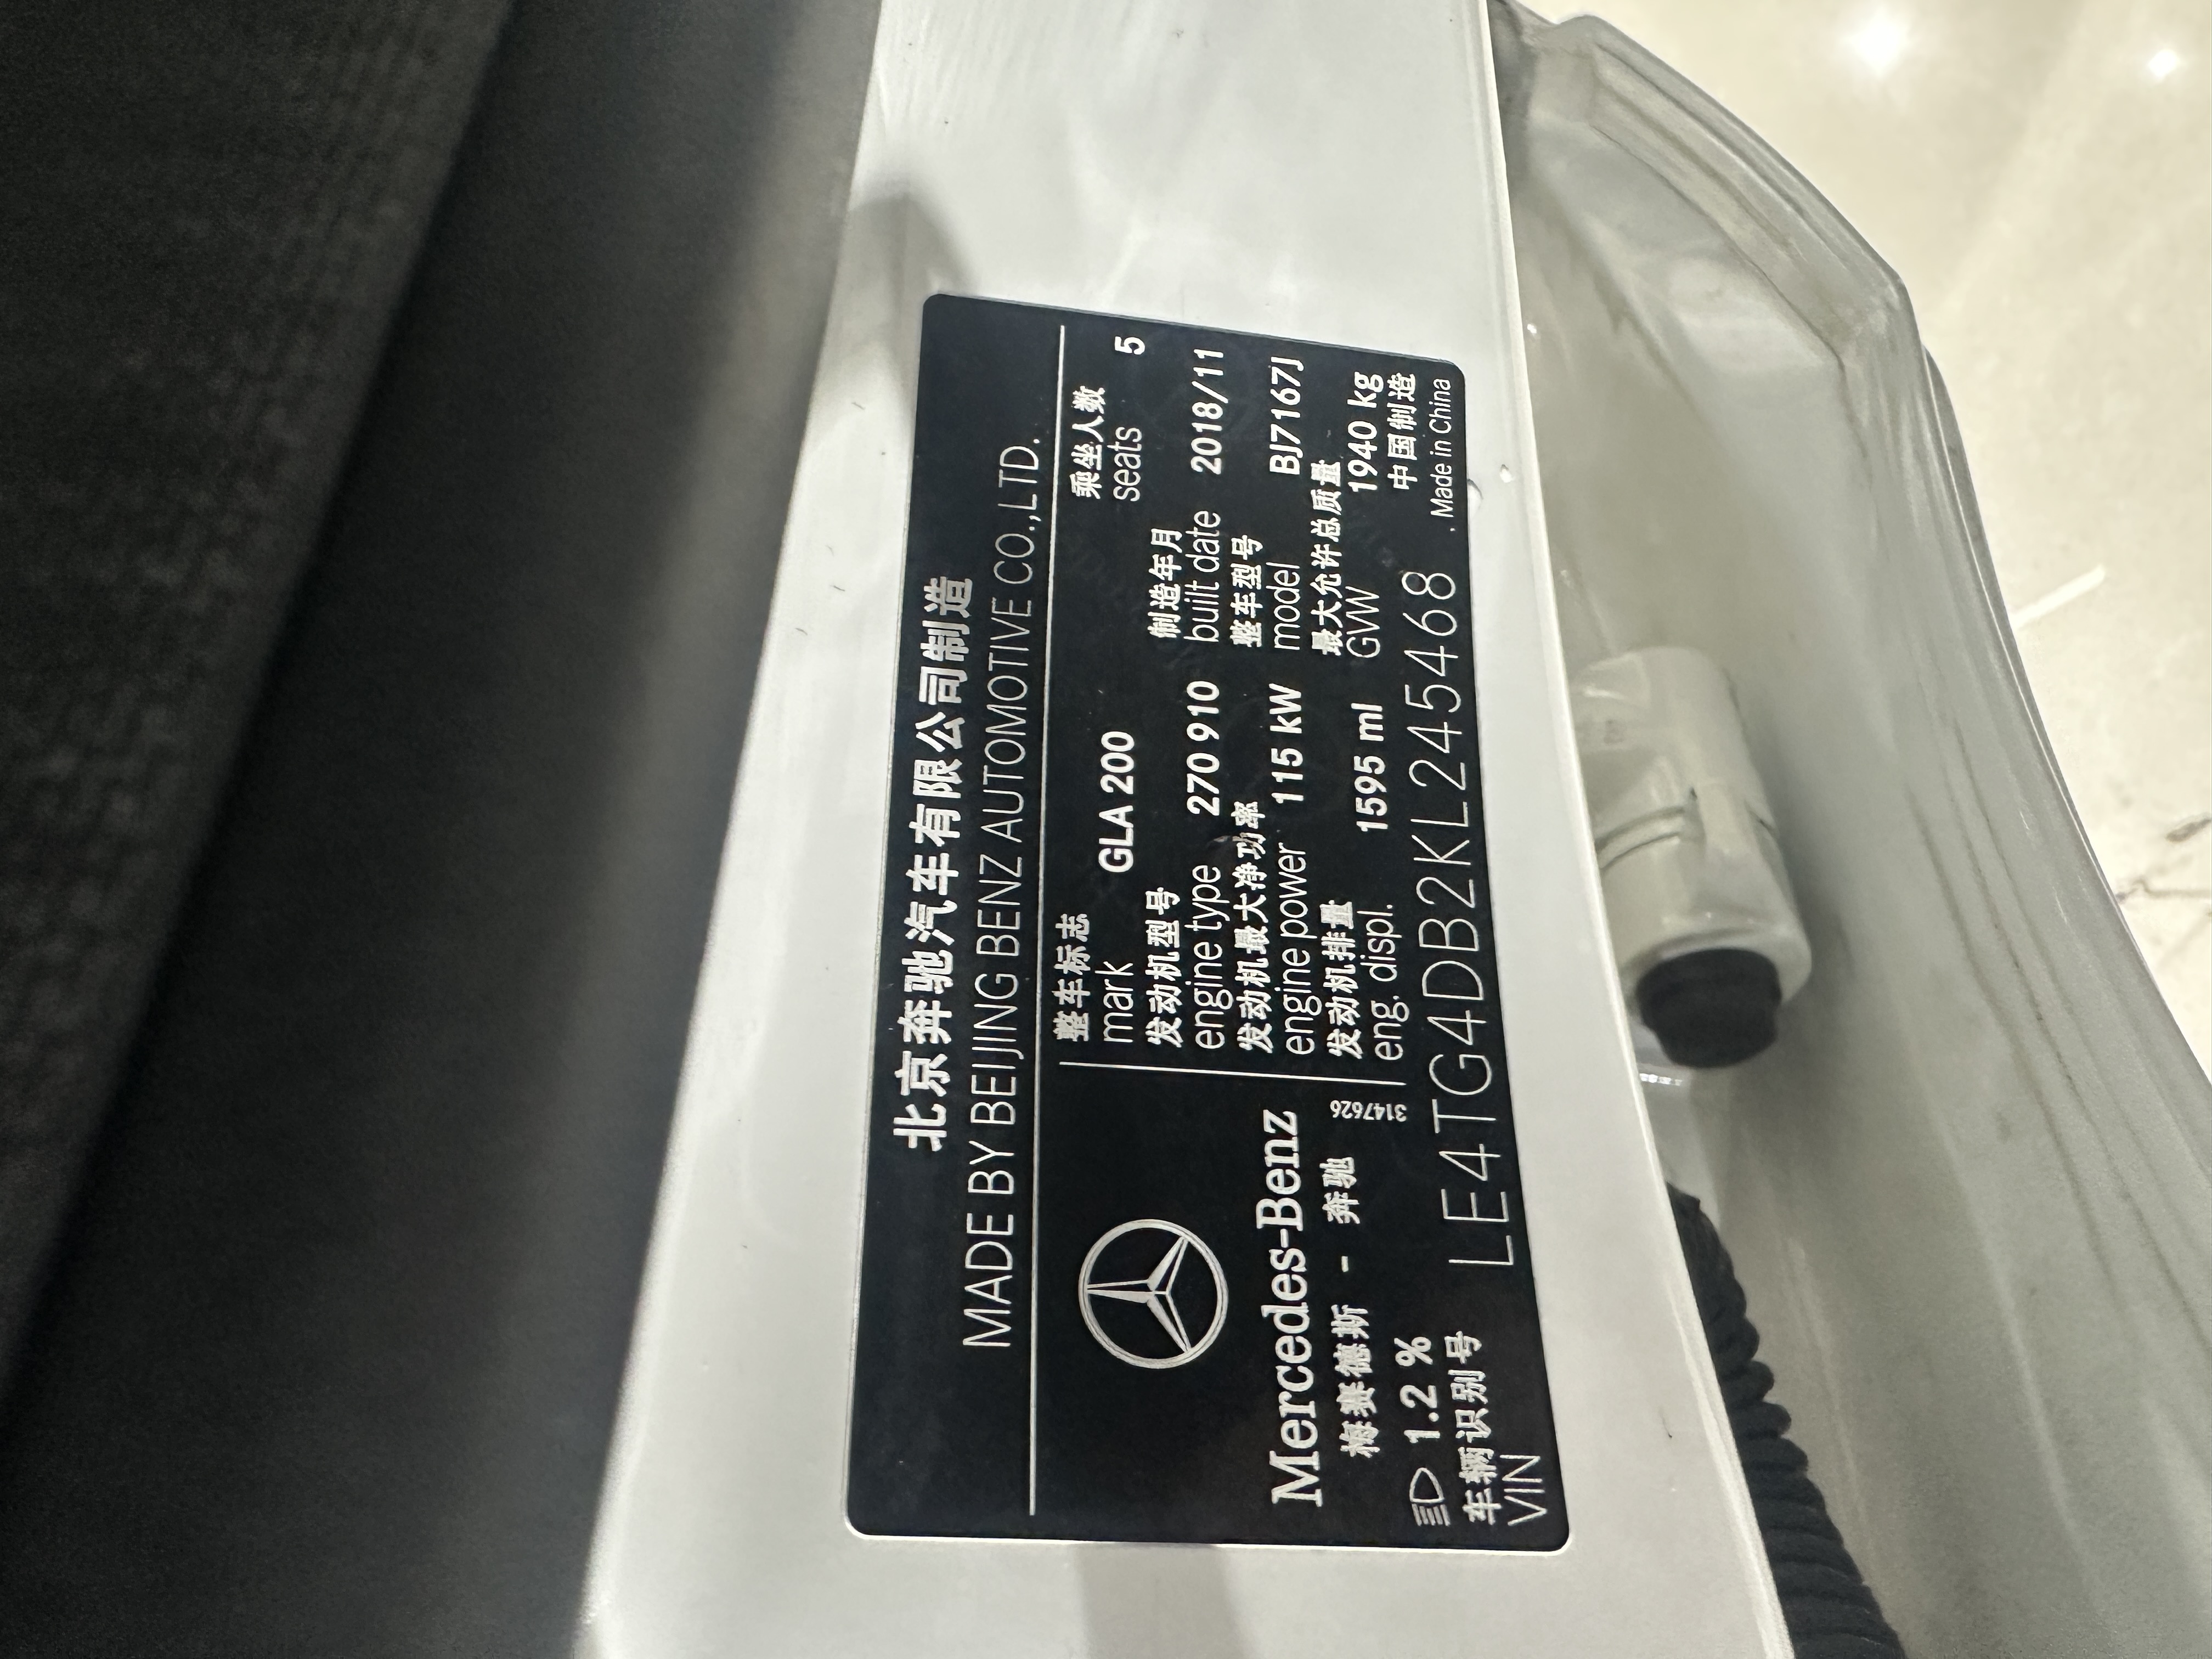 北京奔驰汽车有限公司制造
MADE BY BEIJING BENZ AUTOMOTIVE CO.,LTD.
Mercedes-Benz
梅赛德斯 - 奔驰
3147626
1.2 %
整车标志
mark GLA 200
乘坐人数
seats 5
发动机型号
engine type 270 910
制造年月
built date 2018/11
发动机最大净功率
engine power 115 kW
整车型号
model BJ7167J
发动机排量
eng. displ. 1595 ml
最大允许总质量
GVW 1940 kg
中国制造
Made in China
车辆识别号
VIN LE4TG4DB2KL245468